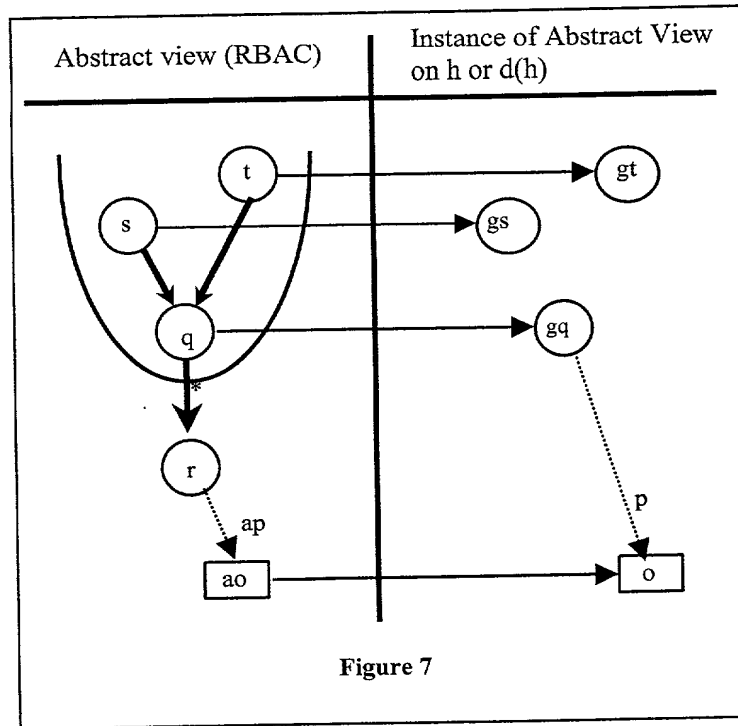 Abstract view (RBAC)
Instance of Abstract View
on h or d(h)
t
gt
s
gs
q
gq
*
r
ap
p
ao
o
Figure 7